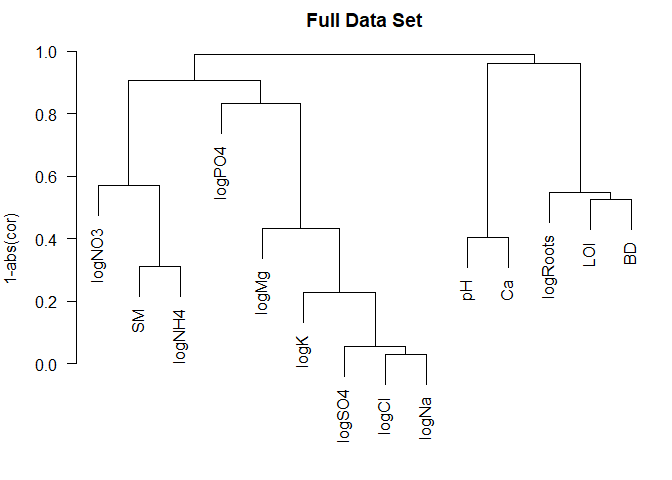 Full Data Set
1-abs(cor)
1.0
0.8
0.6
0.4
0.2
0.0
logNO3
SM
logNH4
logPO4
logMg
logK
logSO4
logCl
logNa
pH
Ca
logRoots
LOI
BD